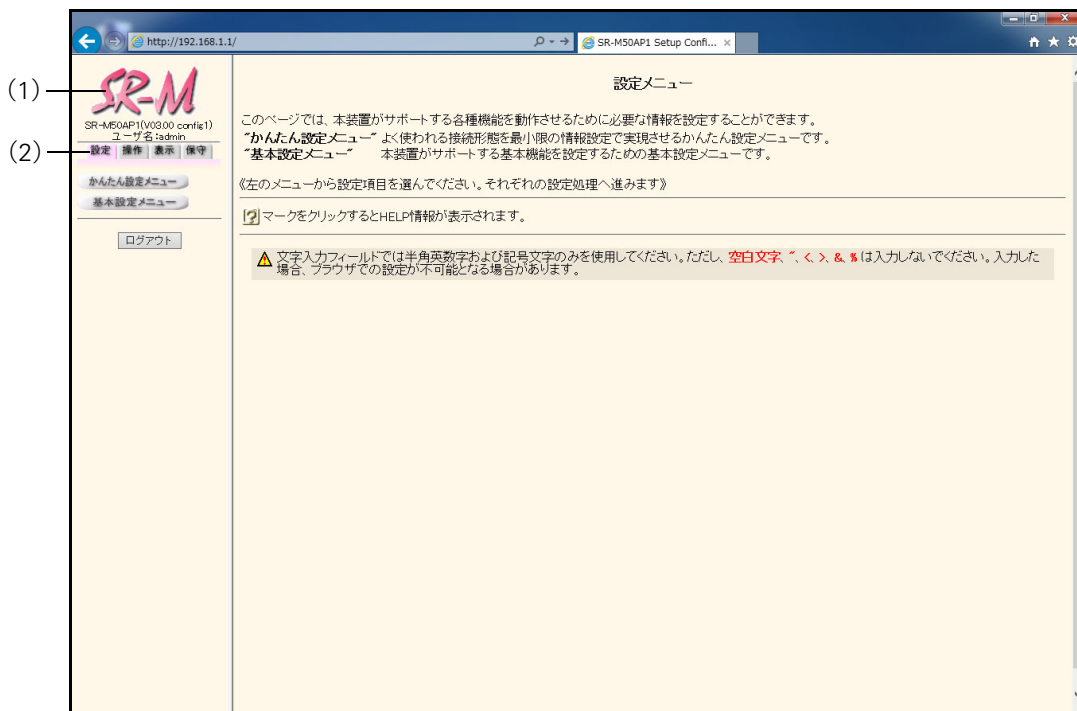 http://192.168.1.1/
SR-M50AP1 Setup Confi...
(1)
SR-M
SR-M50AP1(V03.00 config1)
ユーザ名:admin
(2)
設定 操作 表示 保守
かんたん設定メニュー
基本設定メニュー
ログアウト
設定メニュー
このページでは、本装置がサポートする各種機能を動作させるために必要な情報を設定することができます。
"かんたん設定メニュー" よく使われる接続形態を最小限の情報設定で実現させるかんたん設定メニューです。
"基本設定メニュー" 本装置がサポートする基本機能を設定するための基本設定メニューです。
《左のメニューから設定項目を選んでください。それぞれの設定処理へ進みます》
? マークをクリックするとHELP情報が表示されます。
文字入力フィールドでは半角英数字および記号文字のみを使用してください。ただし、空白文字、"、<、>、&、%は入力しないでください。入力した
場合、ブラウザでの設定が不可能となる場合があります。